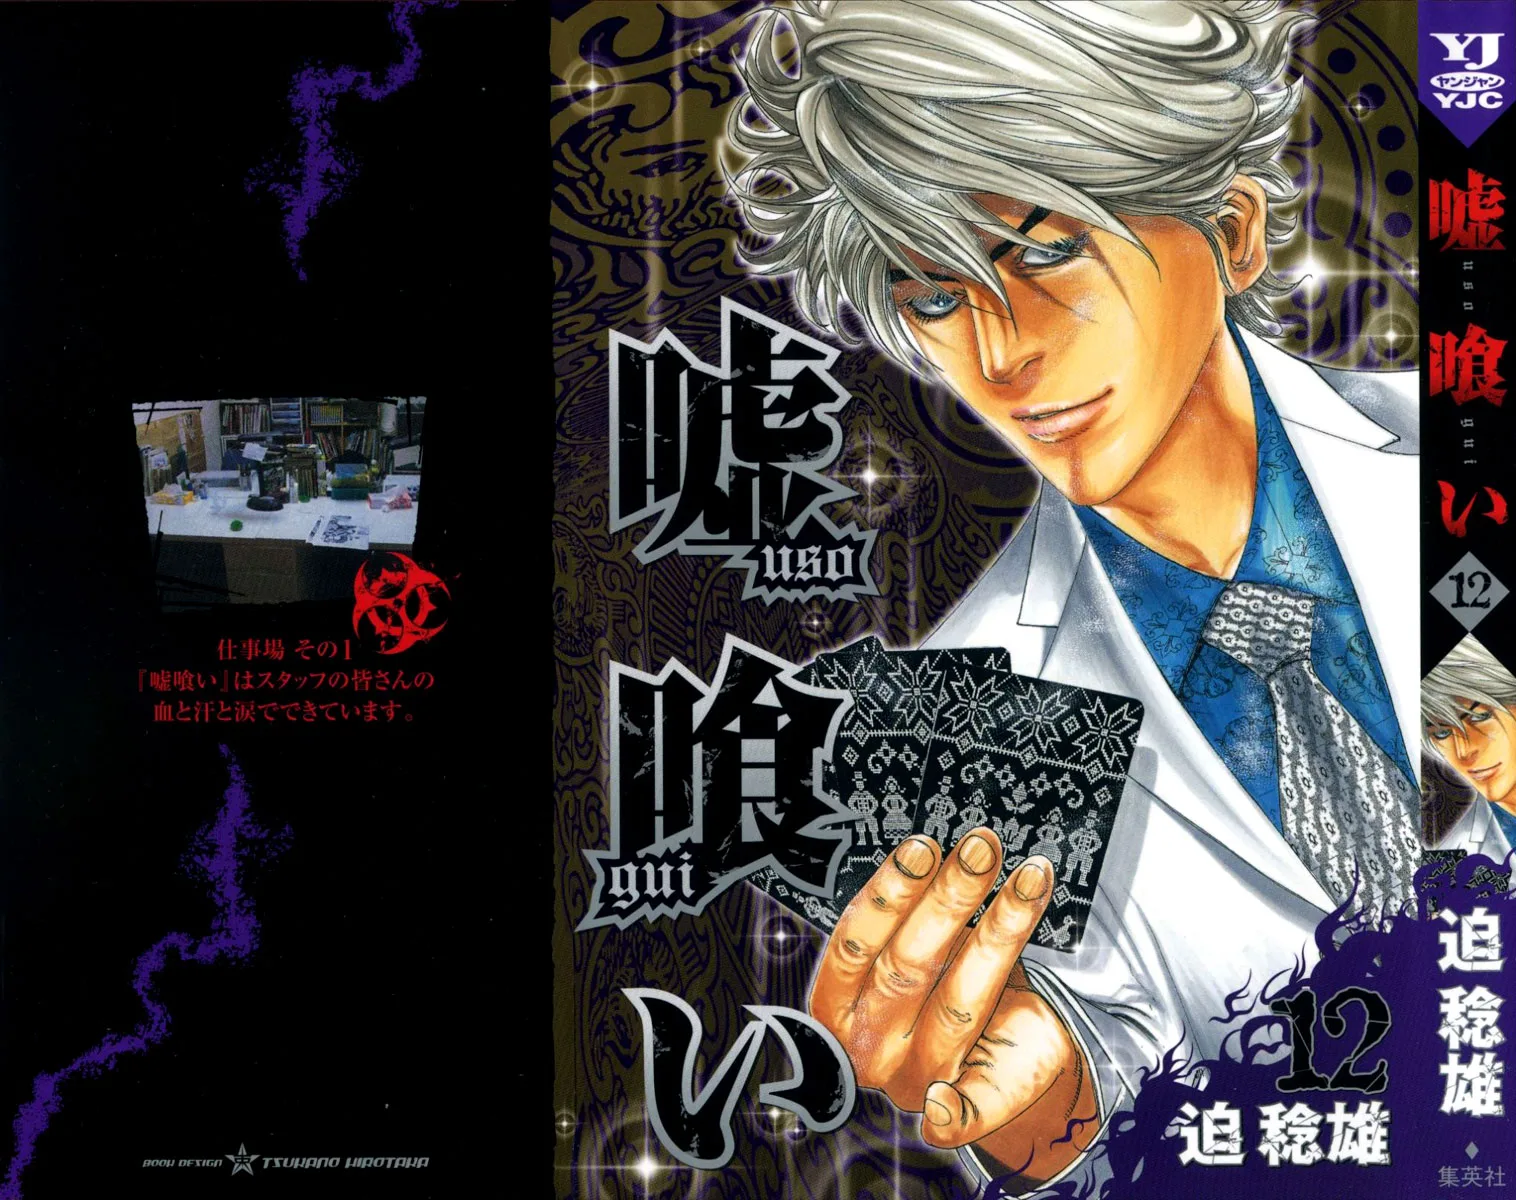 仕事場 その1
『嘘喰い』はスタッフの皆さんの
血と汗と涙でできています。
BOOK DESIGN ★ TSUKANO HIROTAKA
嘘
uso
喰
gui
い
12
迫 稔雄
YJ
ヤンジャン
YJC
嘘
uso
喰
gui
い
12
迫 稔雄
集英社